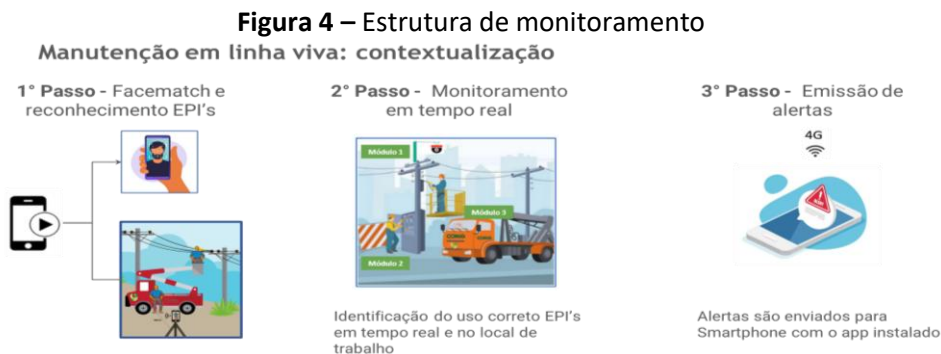 Figura 4 – Estrutura de monitoramento
Manutenção em linha viva: contextualização
1° Passo - Facematch e
reconhecimento EPI's
2° Passo - Monitoramento
em tempo real
3° Passo - Emissão de
alertas
4G
Módulo 1
Módulo 3
Módulo 2
Identificação do uso correto EPI's
em tempo real e no local de
trabalho
Alertas são enviados para
Smartphone com o app instalado